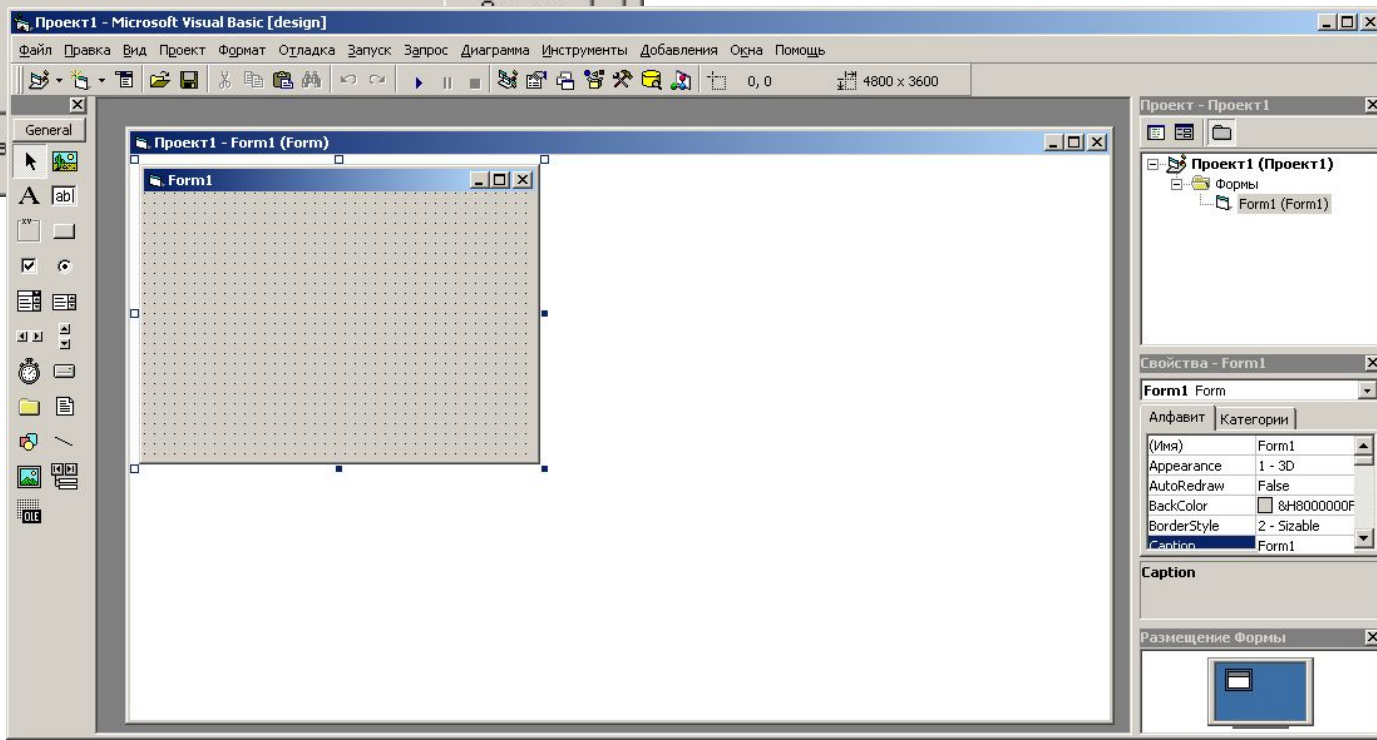 Проект1 - Microsoft Visual Basic [design]
Файл Правка Вид Проект Формат Отладка Запуск Запрос Диаграмма Инструменты Добавления Окна Помощь
0, 0 4800 x 3600
General
A ab|
XY
OLE
Проект1 - Form1 (Form)
Form1
Проект - Проект1
Проект1 (Проект1)
Формы
Form1 (Form1)
Свойства - Form1
Form1 Form
Алфавит Категории
(Имя) Form1
Appearance 1 - 3D
AutoRedraw False
BackColor &H8000000F
BorderStyle 2 - Sizable
Caption Form1
Caption
Размещение Формы